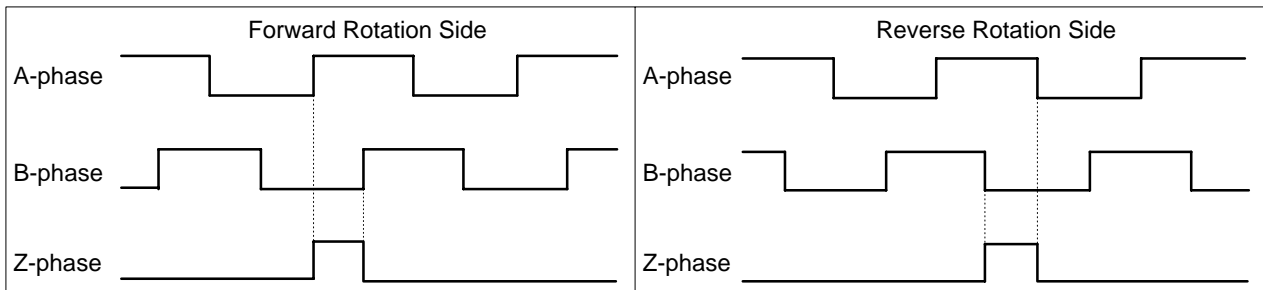 Forward Rotation Side
A-phase
B-phase
Z-phase
Reverse Rotation Side
A-phase
B-phase
Z-phase